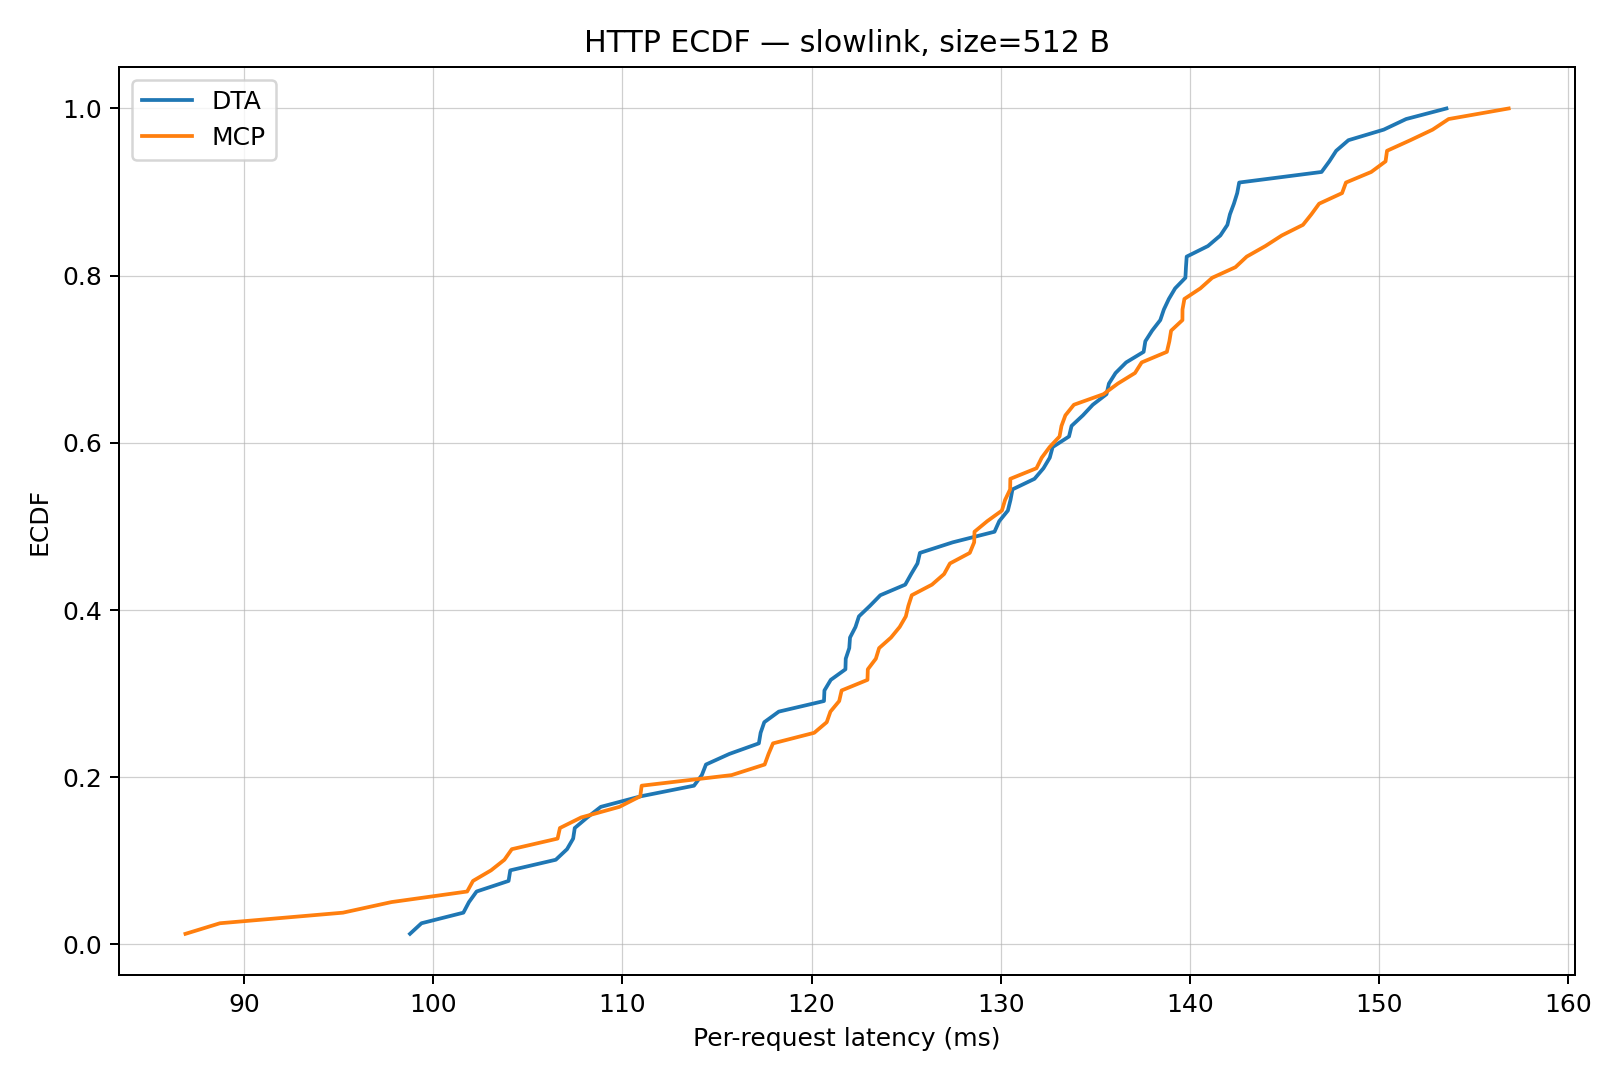 HTTP ECDF — slowlink, size=512 B
DTA
MCP
ECDF
1.0
0.8
0.6
0.4
0.2
0.0
90 100 110 120 130 140 150 160
Per-request latency (ms)